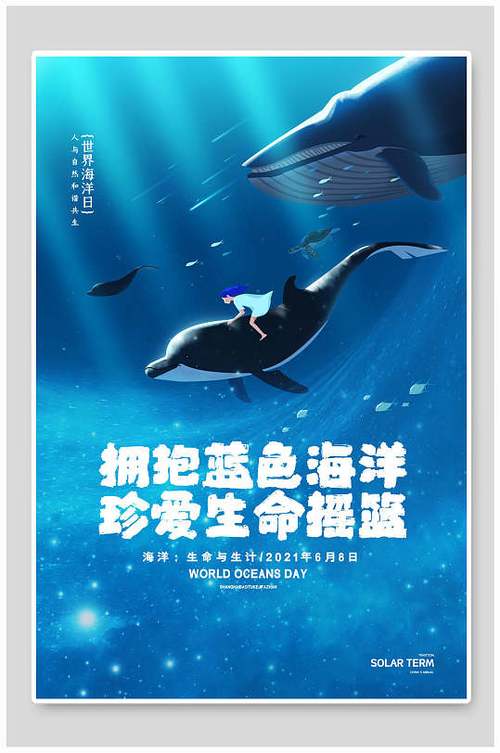 {世界海洋日}
人与自然和谐共生
拥抱蓝色海洋
珍爱生命摇篮
海洋：生命与生计/2021年6月8日
WORLD OCEANS DAY
SOLAR TERM